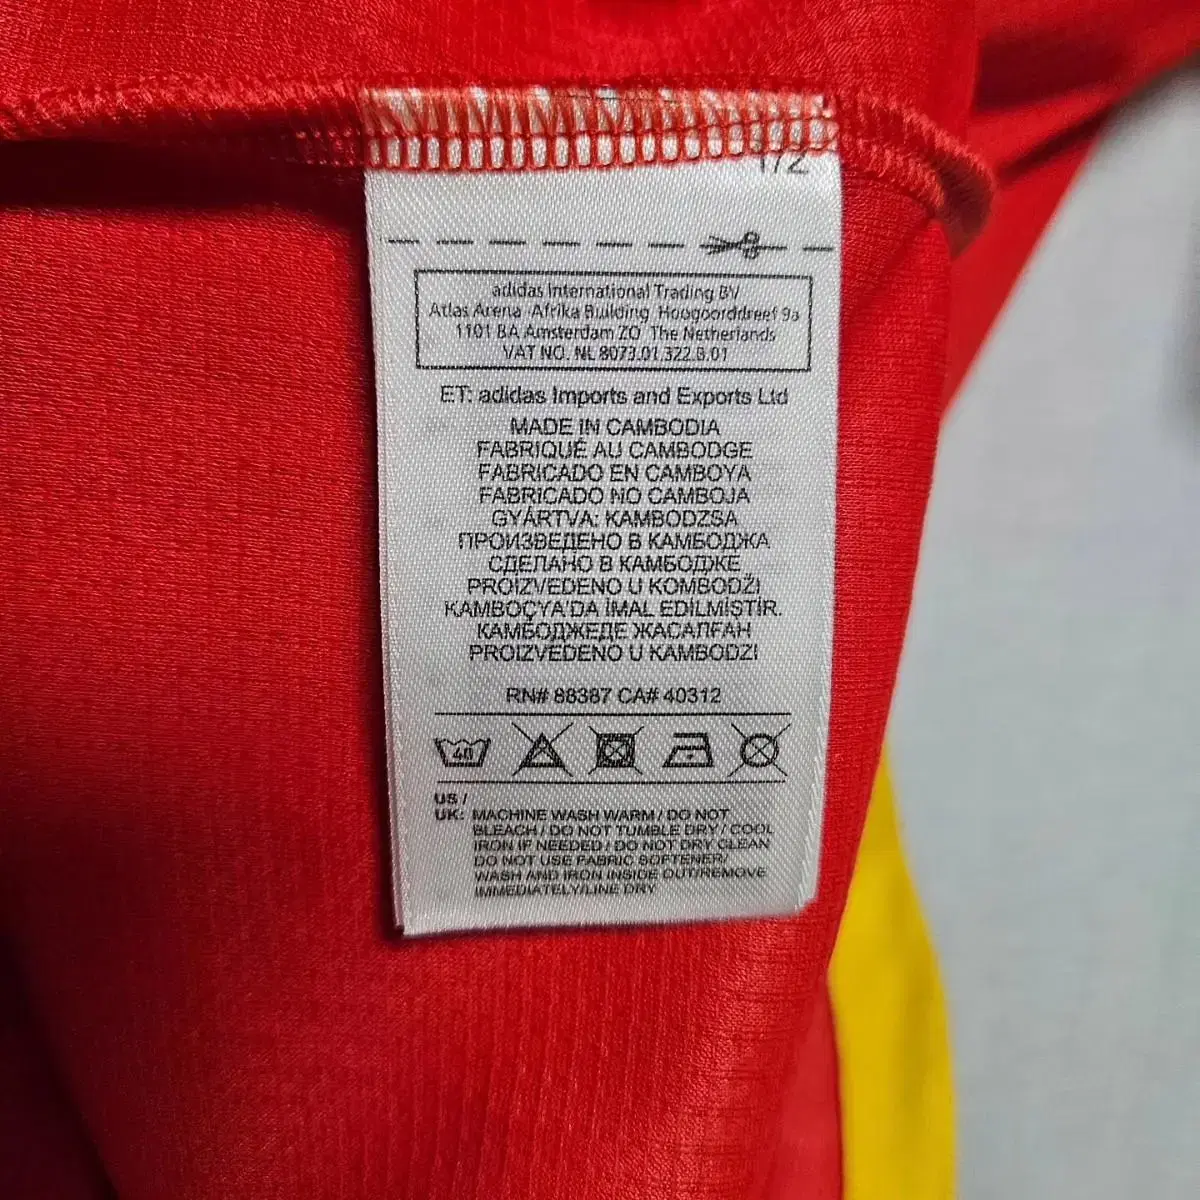 1/2
adidas International Trading BV
Atlas Arena Afrika Building Hoogoorddreef 9a
1101 BA Amsterdam ZO The Netherlands
VAT NO. NL 8073.01.322.B.01
ET: adidas Imports and Exports Ltd
MADE IN CAMBODIA
FABRIQUÉ AU CAMBODGE
FABRICADO EN CAMBOYA
FABRICADO NO CAMBOJA
GYÁRTVA: KAMBODZSA
ПРОИЗВЕДЕНО В КАМБОДЖА
СДЕЛАНО В КАМБОДЖЕ
PROIZVEDENO U KOMBODŽI
KAMBOÇYA'DA İMAL EDİLMİŞTİR.
КАМБОДЖЕДЕ ЖАСАЛҒАН
PROIZVEDENO U KAMBODZI
RN# 88387 CA# 40312
40
US /
UK: MACHINE WASH WARM / DO NOT
BLEACH / DO NOT TUMBLE DRY / COOL
IRON IF NEEDED / DO NOT DRY CLEAN
DO NOT USE FABRIC SOFTENER/
WASH AND IRON INSIDE OUT/REMOVE
IMMEDIATELY/LINE DRY